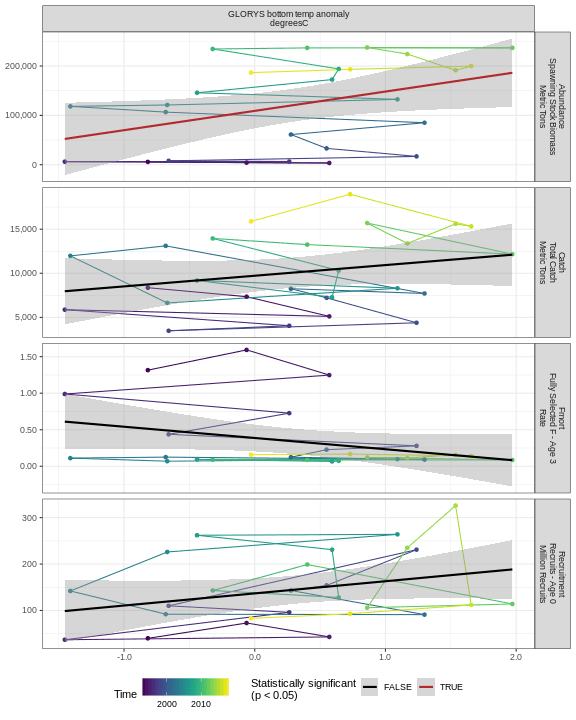 GLORYS bottom temp anomaly
degreesC
200,000
100,000
0
Abundance
Spawning Stock Biomass
Metric Tons
15,000
10,000
5,000
Catch
Total Catch
Metric Tons
1.50
1.00
0.50
0.00
Fmort
Fully Selected F - Age 3
Rate
300
200
100
Recruitment
Recruits - Age 0
Million Recruits
-1.0
0.0
1.0
2.0
Time
2000
2010
Statistically significant
(p < 0.05)
FALSE
TRUE